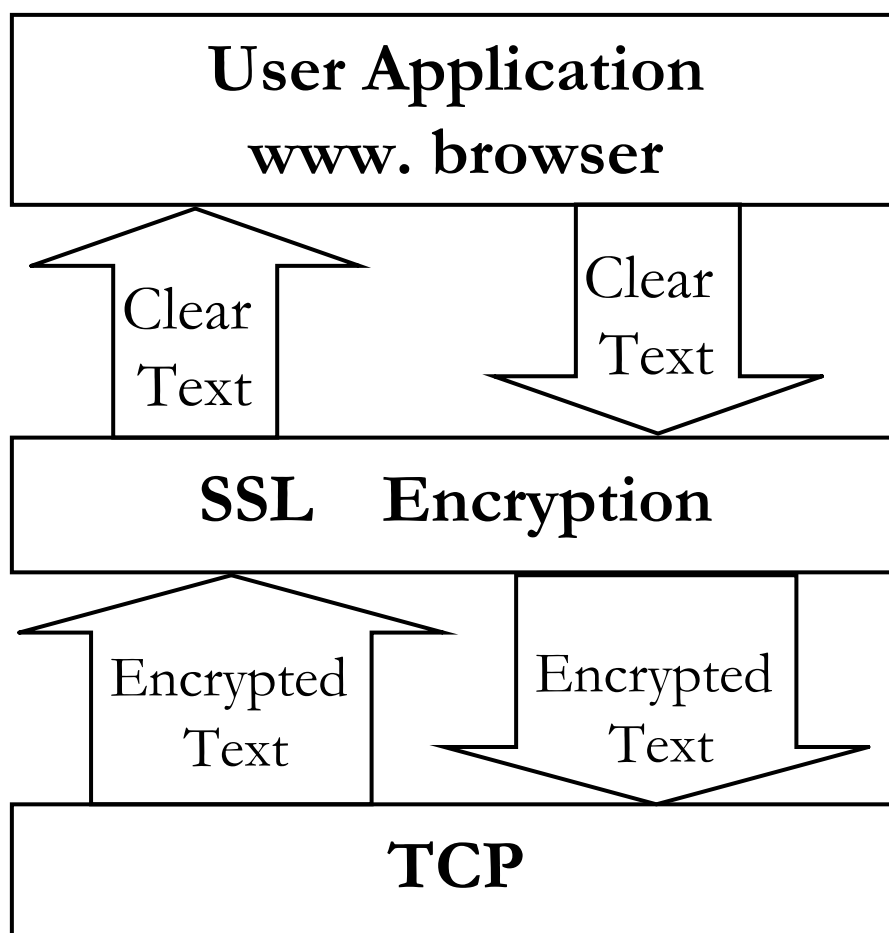 User Application
www. browser
Clear
Text
Clear
Text
SSL Encryption
Encrypted
Text
Encrypted
Text
TCP